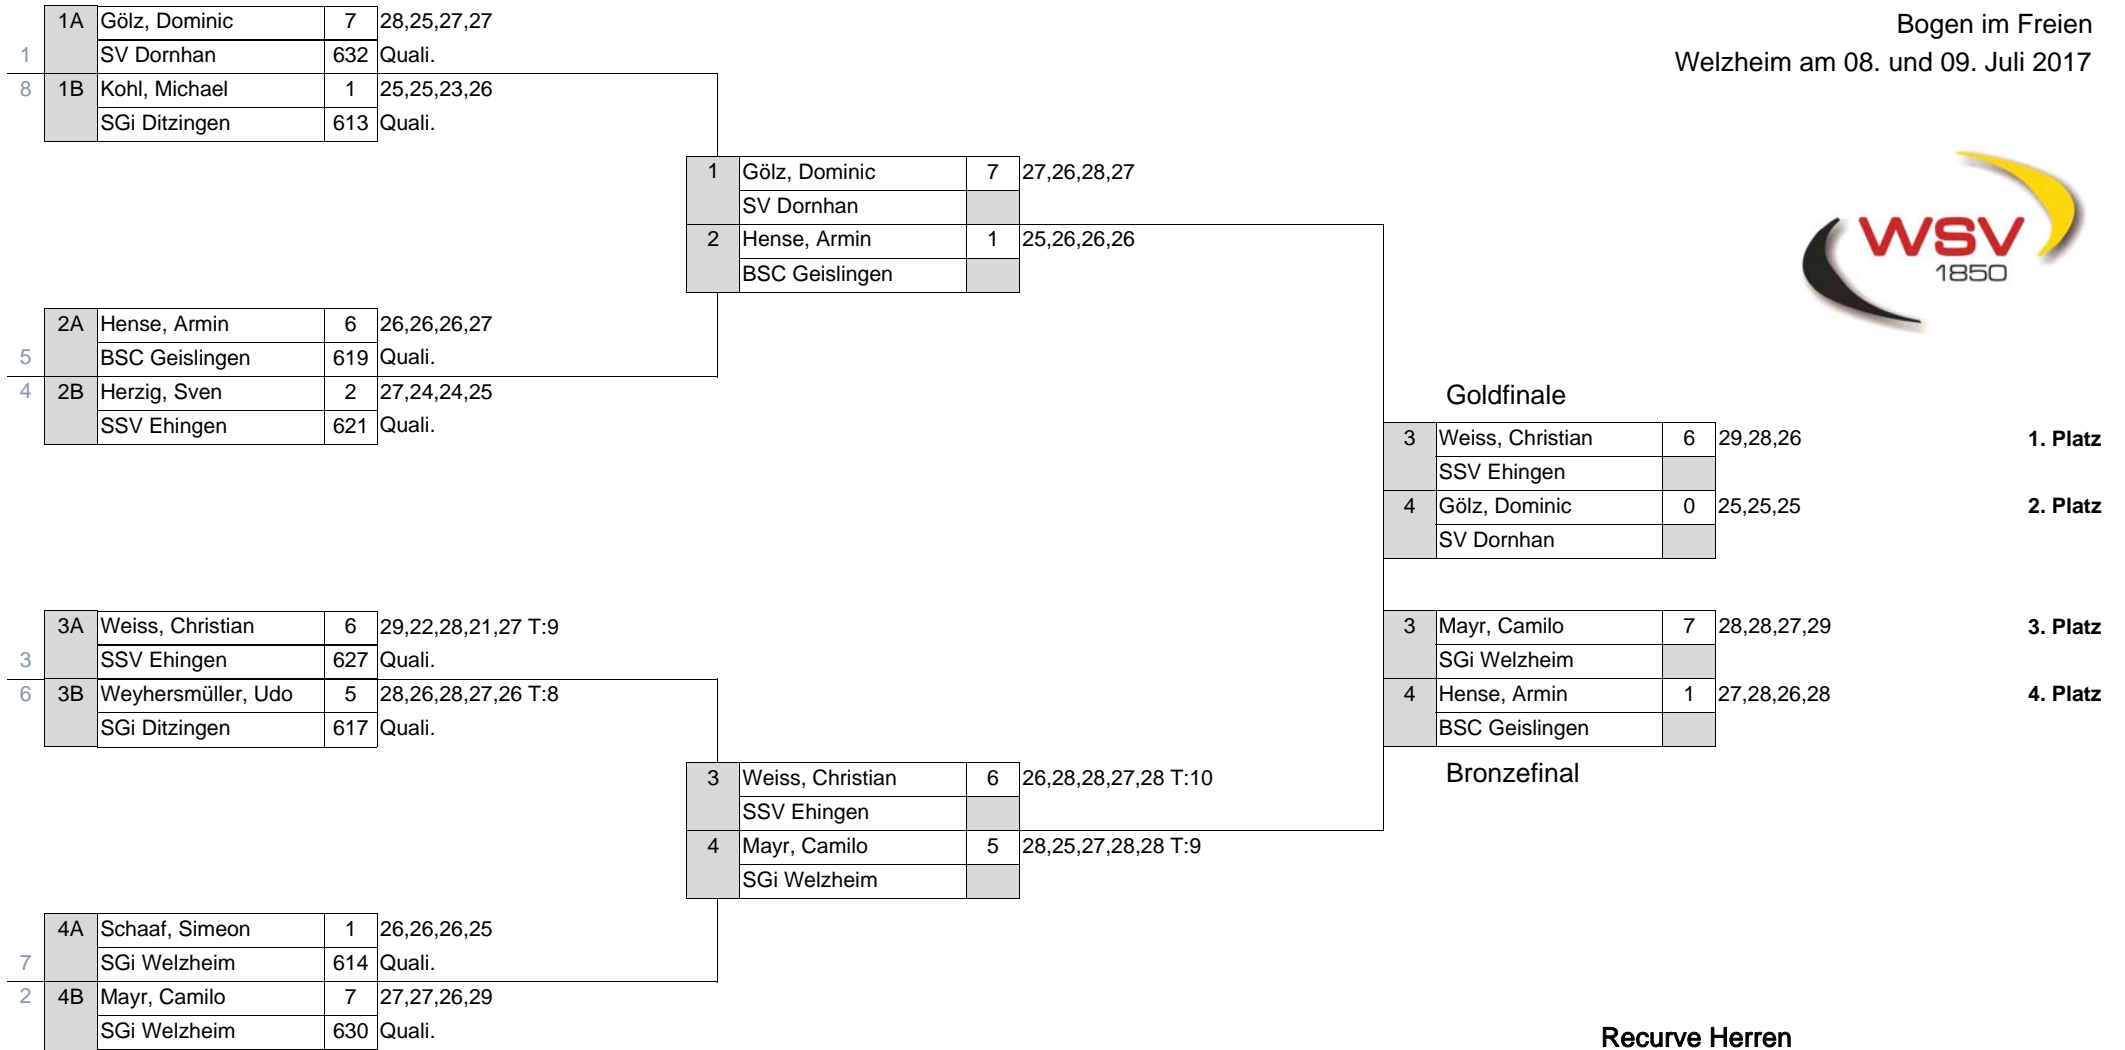 Bogen im Freien
Welzheim am 08. und 09. Juli 2017
WSV
1850
1A Gölz, Dominic 7 28,25,27,27
1 SV Dornhan 632 Quali.
8 1B Kohl, Michael 1 25,25,23,26
SGi Ditzingen 613 Quali.
1 Gölz, Dominic 7 27,26,28,27
SV Dornhan
2 Hense, Armin 1 25,26,26,26
BSC Geislingen
2A Hense, Armin 6 26,26,26,27
5 BSC Geislingen 619 Quali.
4 2B Herzig, Sven 2 27,24,24,25
SSV Ehingen 621 Quali.
Goldfinale
3 Weiss, Christian 6 29,28,26 1. Platz
SSV Ehingen
4 Gölz, Dominic 0 25,25,25 2. Platz
SV Dornhan
3A Weiss, Christian 6 29,22,28,21,27 T:9
3 SSV Ehingen 627 Quali.
6 3B Weyhersmüller, Udo 5 28,26,28,27,26 T:8
SGi Ditzingen 617 Quali.
3 Mayr, Camilo 7 28,28,27,29 3. Platz
SGi Welzheim
4 Hense, Armin 1 27,28,26,28 4. Platz
BSC Geislingen
Bronzefinal
3 Weiss, Christian 6 26,28,28,27,28 T:10
SSV Ehingen
4 Mayr, Camilo 5 28,25,27,28,28 T:9
SGi Welzheim
4A Schaaf, Simeon 1 26,26,26,25
7 SGi Welzheim 614 Quali.
2 4B Mayr, Camilo 7 27,27,26,29
SGi Welzheim 630 Quali.
Recurve Herren